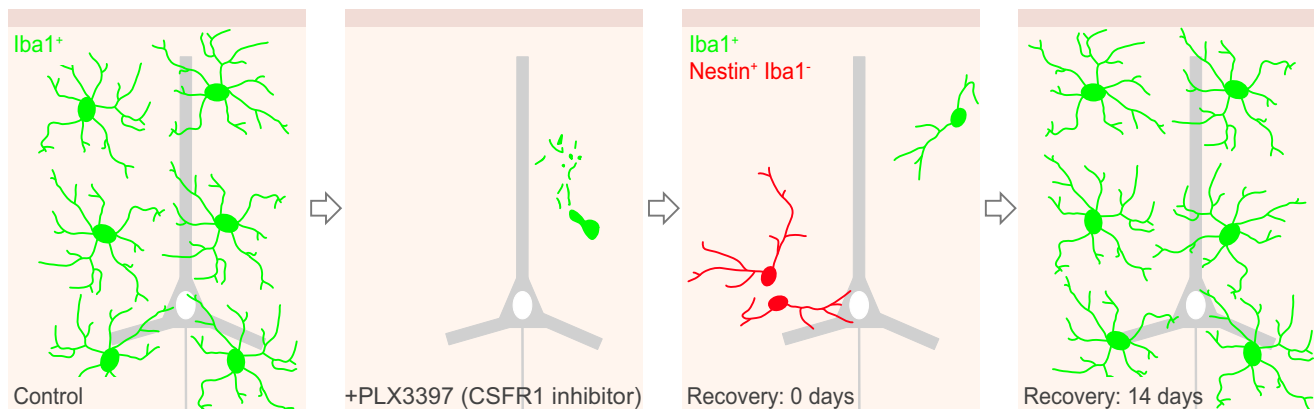 Iba1⁺
Control
+PLX3397 (CSFR1 inhibitor)
Iba1⁺
Nestin⁺ Iba1⁻
Recovery: 0 days
Recovery: 14 days